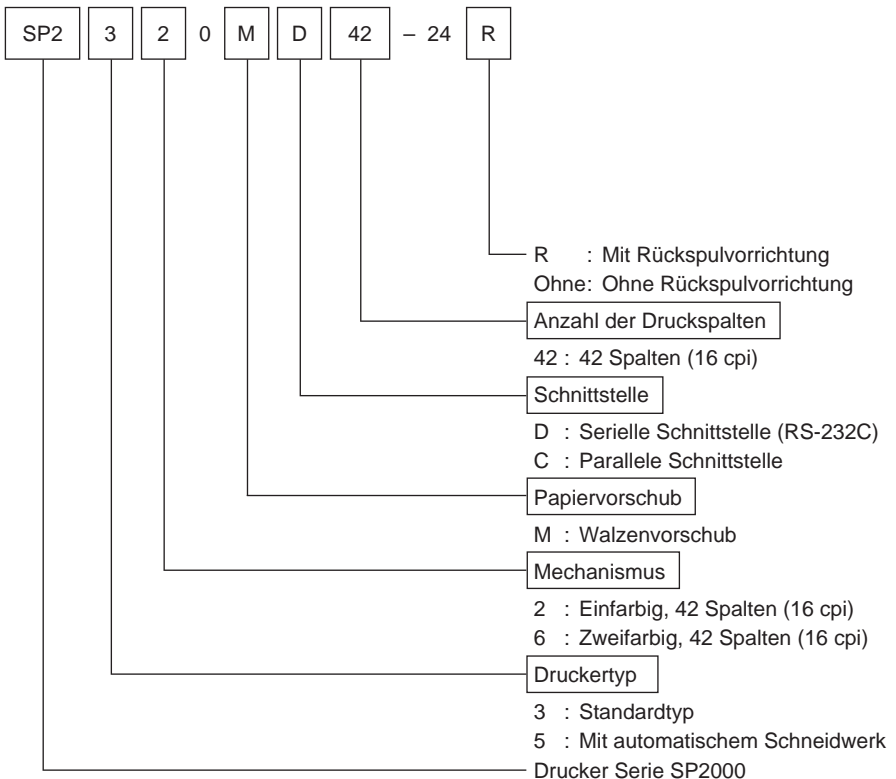 SP2 3 2 0 M D 42 – 24 R
R : Mit Rückspulvorrichtung
Ohne: Ohne Rückspulvorrichtung
Anzahl der Druckspalten
42 : 42 Spalten (16 cpi)
Schnittstelle
D : Serielle Schnittstelle (RS-232C)
C : Parallele Schnittstelle
Papiervorschub
M : Walzenvorschub
Mechanismus
2 : Einfarbig, 42 Spalten (16 cpi)
6 : Zweifarbig, 42 Spalten (16 cpi)
Druckertyp
3 : Standardtyp
5 : Mit automatischem Schneidwerk
Drucker Serie SP2000